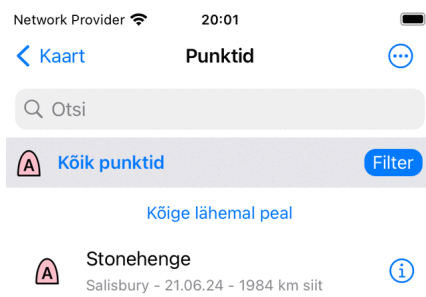 Network Provider 20:01
Kaart Punktid
Otsi
A Kõik punktid Filter
Kõige lähemal peal
A Stonehenge
Salisbury - 21.06.24 - 1984 km siit